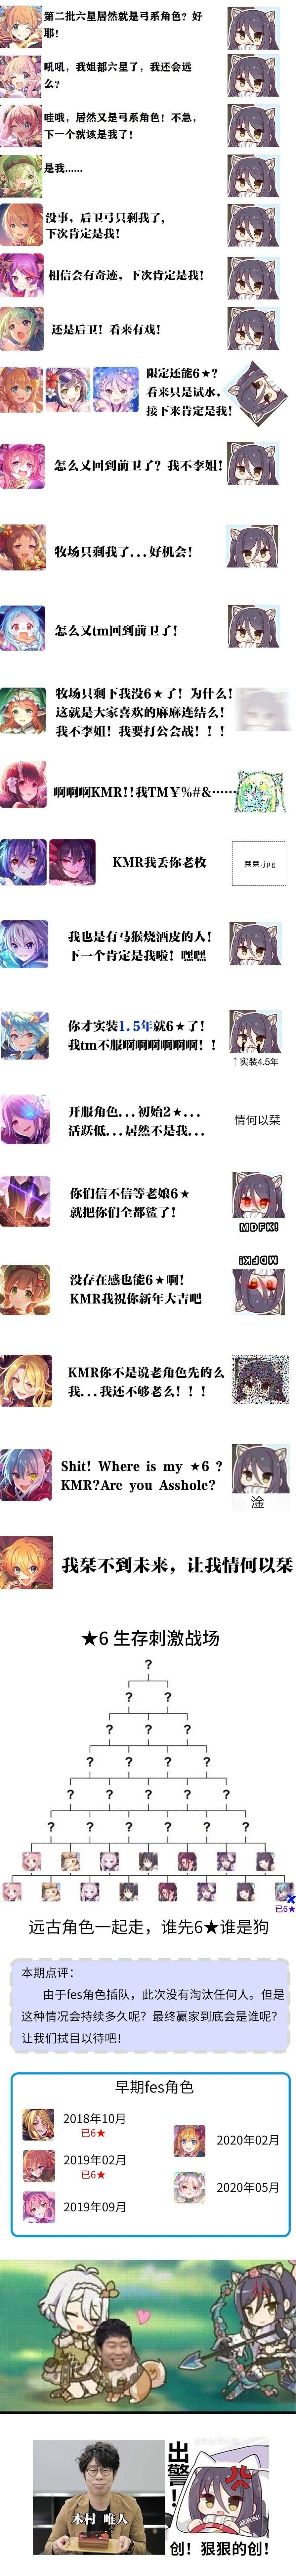 第二批六星居然就是弓系角色？好
耶！
吼吼，我姐都六星了，我还会远
么？
哇哦，居然又是弓系角色！不急，
下一个就该是我了！
是我......
没事，后卫弓只剩我了，
下次肯定是我！
相信会有奇迹，下次肯定是我！
还是后卫！看来有戏！
限定还能6★？
看来只是试水，
接下来肯定是我！
怎么又回到前卫了？我不李姐！
牧场只剩我了...好机会！
怎么又tm回到前卫了！
牧场只剩下我没6★了！为什么！
这就是大家喜欢的麻麻连结么！
我不李姐！我要打公会战！！！
啊啊啊KMR!!我TMY%#&······
KMR我丢你老枚
栞栞.jpg
我也是有马猴烧酒皮的人！
下一个肯定是我啦！嘿嘿
你才实装1.5年就6★了！
我tm不服啊啊啊啊啊啊！！
↑实装4.5年
开服角色...初始2★...
活跃低...居然不是我...
情何以栞
你们信不信等老娘6★
就把你们全都鲨了！
MDFK!
没存在感也能6★啊！
KMR我祝你新年大吉吧
MDFK!
KMR你不是说老角色先的么
我...我还不够老么！！！
Shit! Where is my ★6 ?
KMR?Are you Asshole?
淦
我栞不到未来，让我情何以栞
★6 生存刺激战场
?
? ?
? ? ?
? ? ? ?
? ? ? ? ?
? ? ? ? ? ?
已6★
远古角色一起走，谁先6★谁是狗
本期点评：
由于fes角色插队，此次没有淘汰任何人。但是
这种情况会持续多久呢？最终赢家到底会是谁呢？
让我们拭目以待吧！
早期fes角色
2018年10月
已6★
2019年02月
已6★
2019年09月
2020年02月
2020年05月
木村 唯人
出警！
创！狠狠的创！